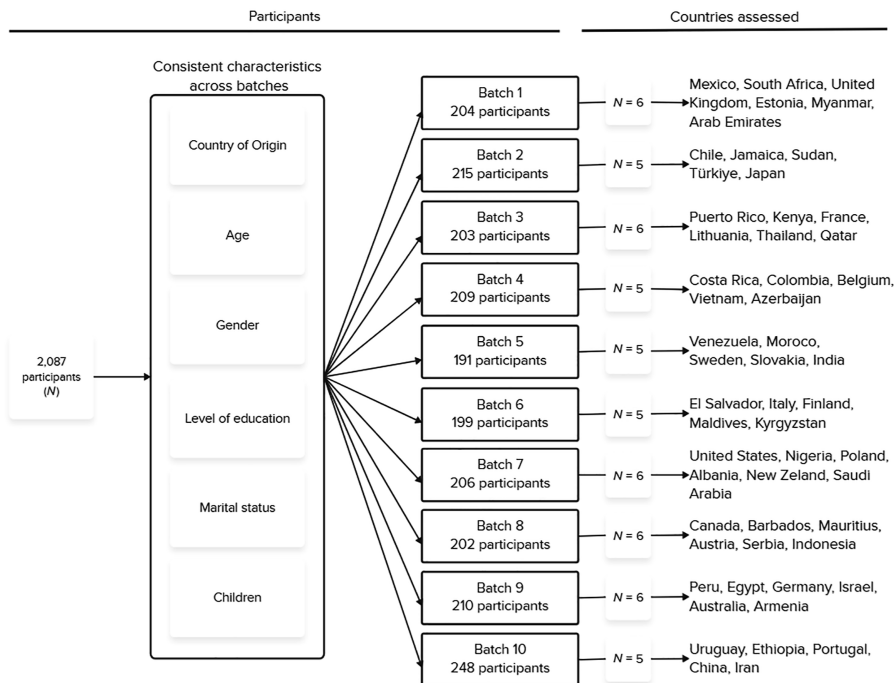 Participants
Countries assessed
Consistent characteristics
across batches
Country of Origin
Age
Gender
Level of education
Marital status
Children
2,087
participants
(N)
Batch 1
204 participants
N = 6
Mexico, South Africa, United
Kingdom, Estonia, Myanmar,
Arab Emirates
Batch 2
215 participants
N = 5
Chile, Jamaica, Sudan,
Türkiye, Japan
Batch 3
203 participants
N = 6
Puerto Rico, Kenya, France,
Lithuania, Thailand, Qatar
Batch 4
209 participants
N = 5
Costa Rica, Colombia, Belgium,
Vietnam, Azerbaijan
Batch 5
191 participants
N = 5
Venezuela, Moroco,
Sweden, Slovakia, India
Batch 6
199 participants
N = 5
El Salvador, Italy, Finland,
Maldives, Kyrgyzstan
Batch 7
206 participants
N = 6
United States, Nigeria, Poland,
Albania, New Zeland, Saudi
Arabia
Batch 8
202 participants
N = 6
Canada, Barbados, Mauritius,
Austria, Serbia, Indonesia
Batch 9
210 participants
N = 6
Peru, Egypt, Germany, Israel,
Australia, Armenia
Batch 10
248 participants
N = 5
Uruguay, Ethiopia, Portugal,
China, Iran